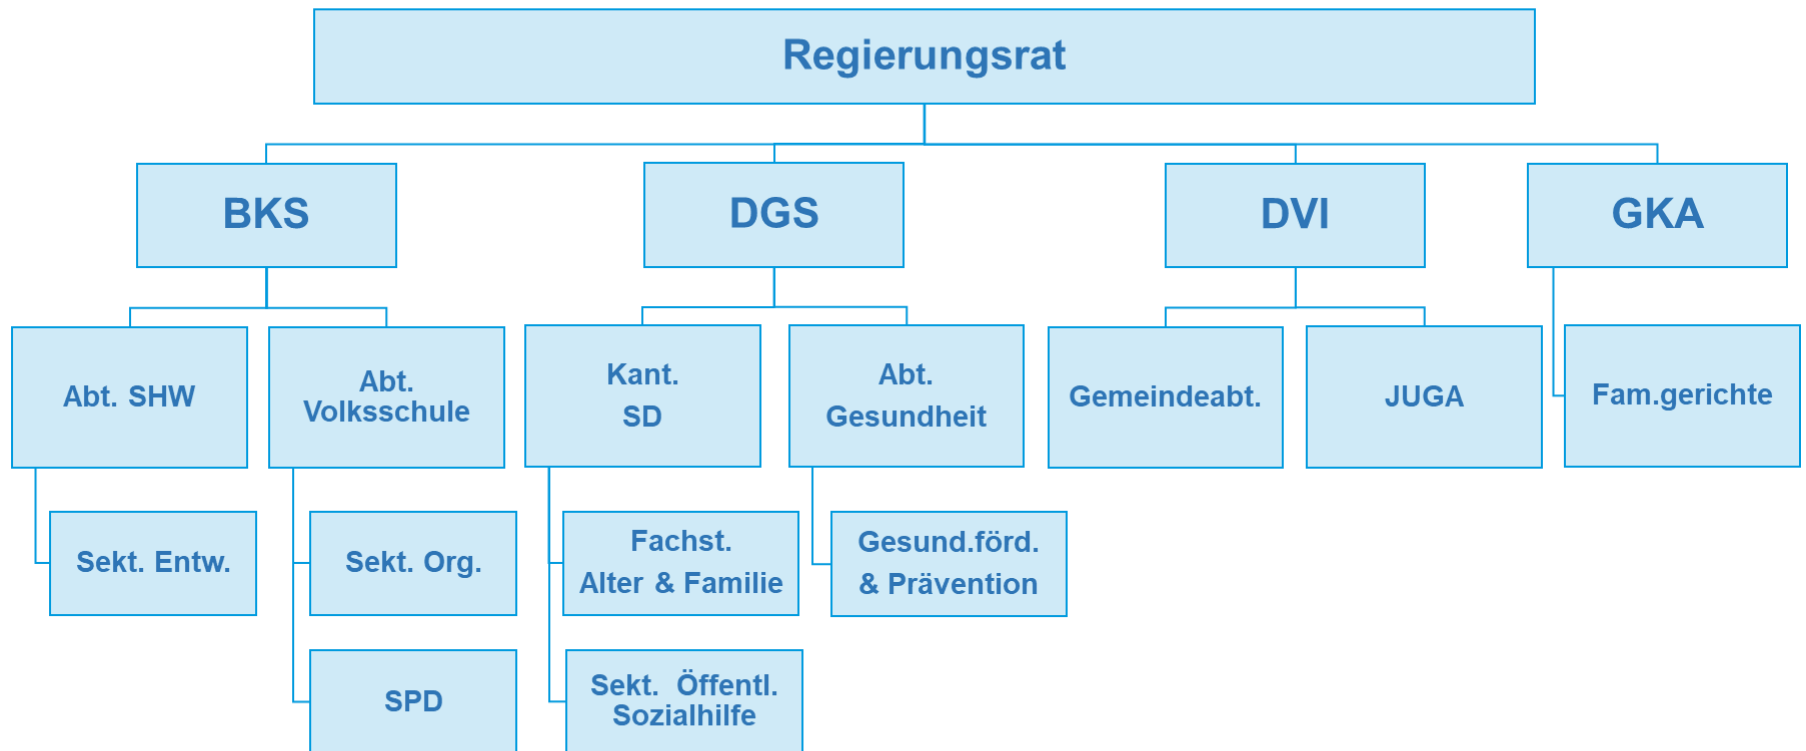 Regierungsrat
BKS
DGS
DVI
GKA
Abt. SHW
Abt.
Volksschule
Kant.
SD
Abt.
Gesundheit
Gemeindeabt.
JUGA
Fam.gerichte
Sekt. Entw.
Sekt. Org.
Fachst.
Alter & Familie
Gesund.förd.
& Prävention
SPD
Sekt. Öffentl.
Sozialhilfe